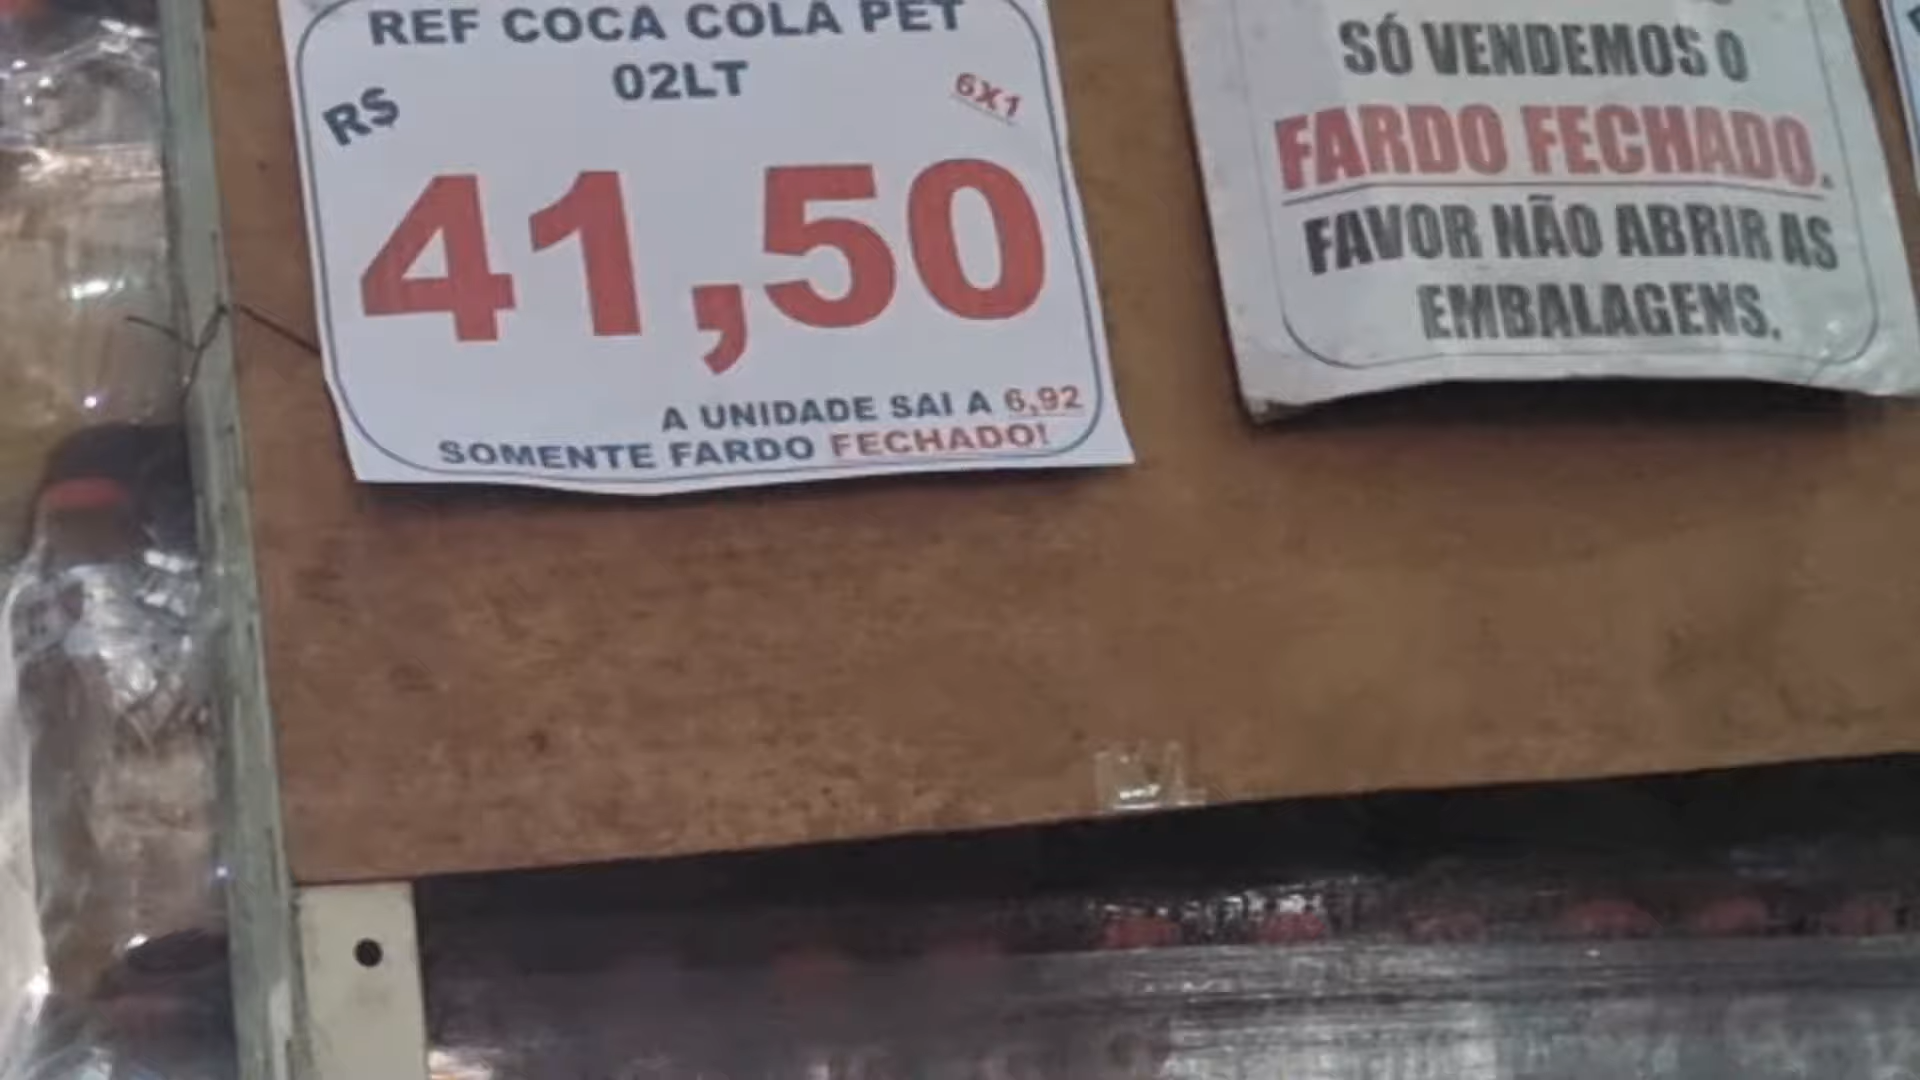 REF COCA COLA PET
02LT
R$
6X1
41,50
A UNIDADE SAI A 6,92
SOMENTE FARDO FECHADO!
SÓ VENDEMOS O
FARDO FECHADO.
FAVOR NÃO ABRIR AS
EMBALAGENS.